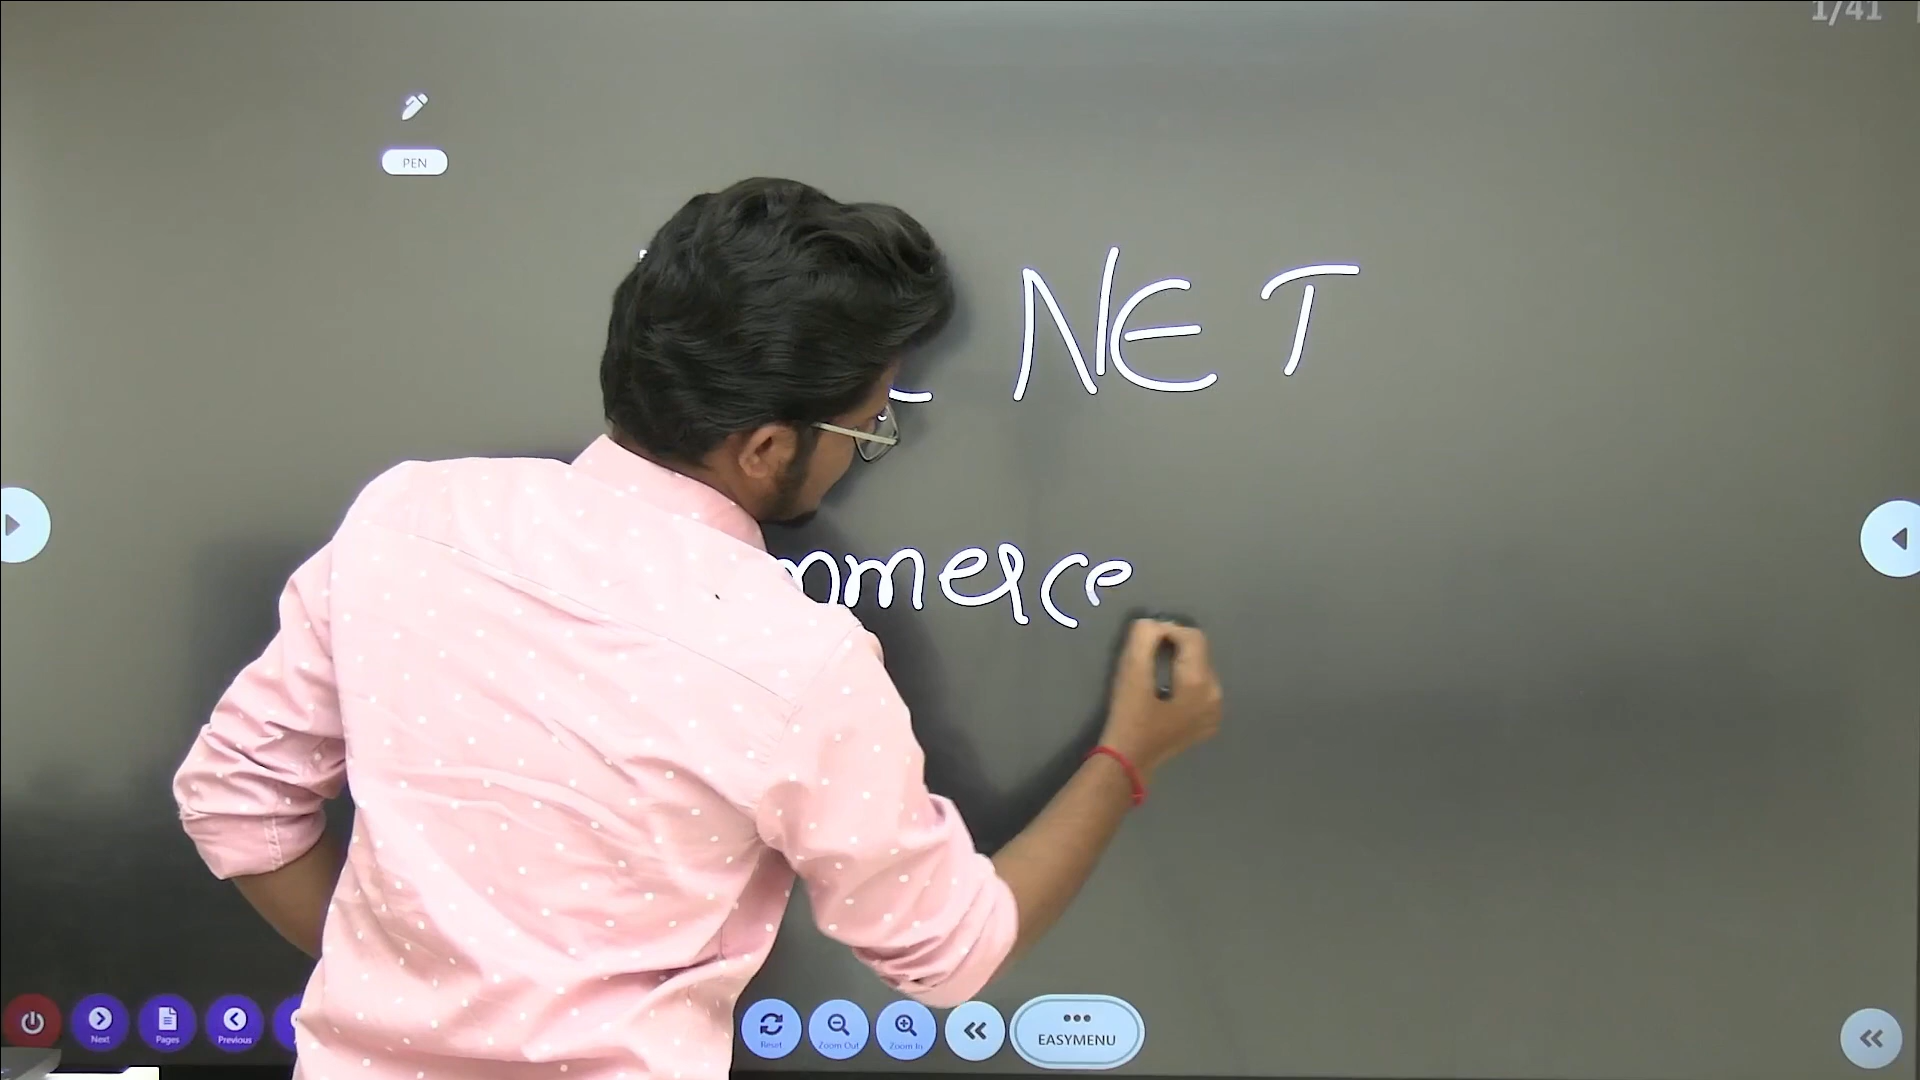 1/41
PEN
NET
mmerce
Next
Pages
Previous
Reset
Zoom Out
Zoom In
EASYMENU